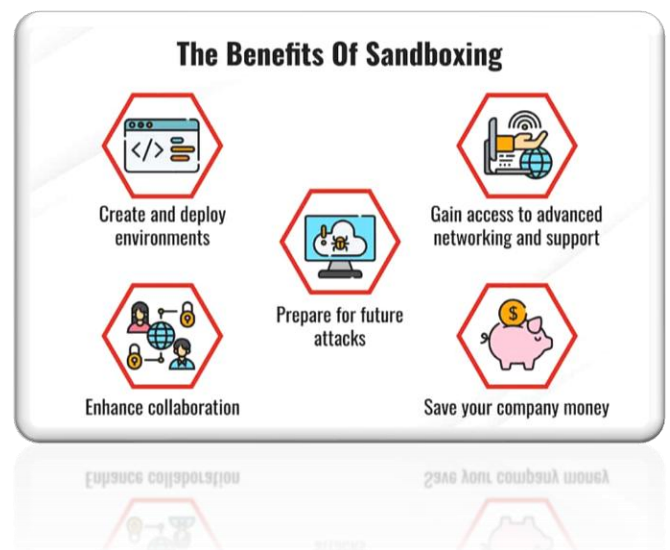 The Benefits Of Sandboxing
Create and deploy
environments
Gain access to advanced
networking and support
Prepare for future
attacks
Enhance collaboration
Save your company money